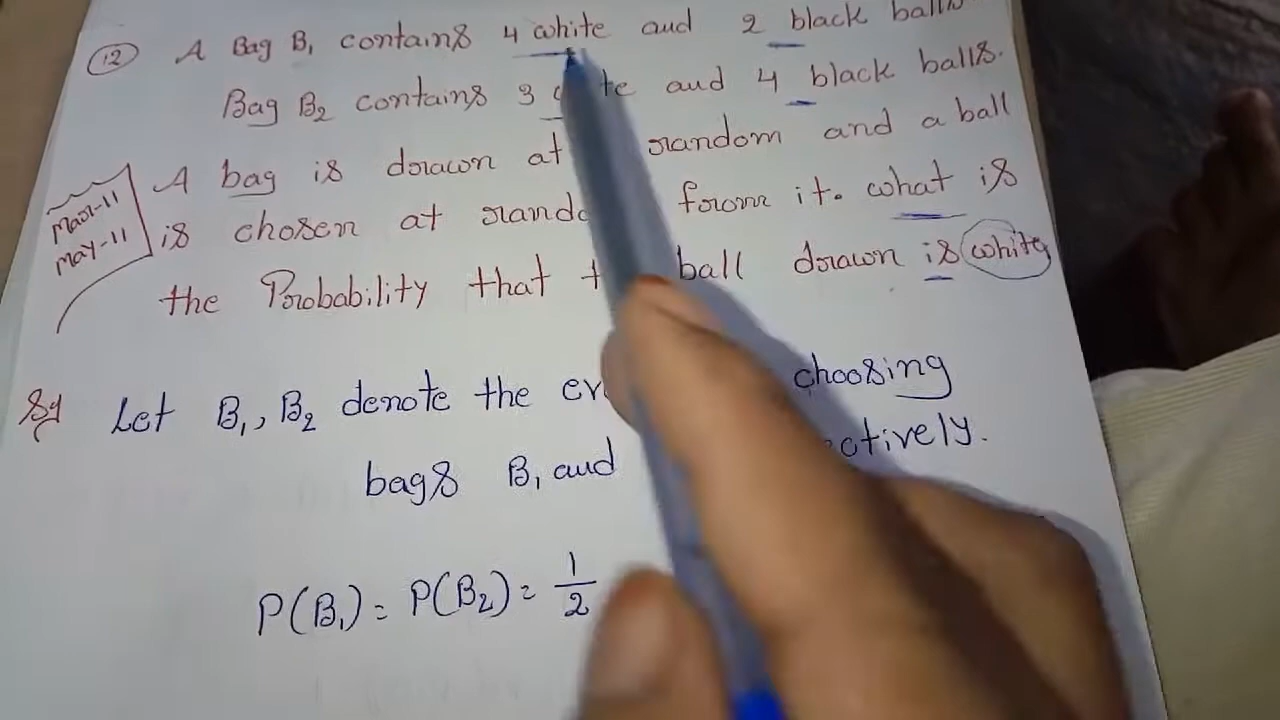 12 A Bag B1 contains 4 white and 2 black balls
Bag B2 contains 3 and 4 black balls.
A bag is drawn at random and a ball
is chosen at from it. what is
the Probability that ball drawn is white
Mar-11
May-11
Let B1, B2 denote the choosing
bags B1 and
P(B1) = P(B2) = 1/2